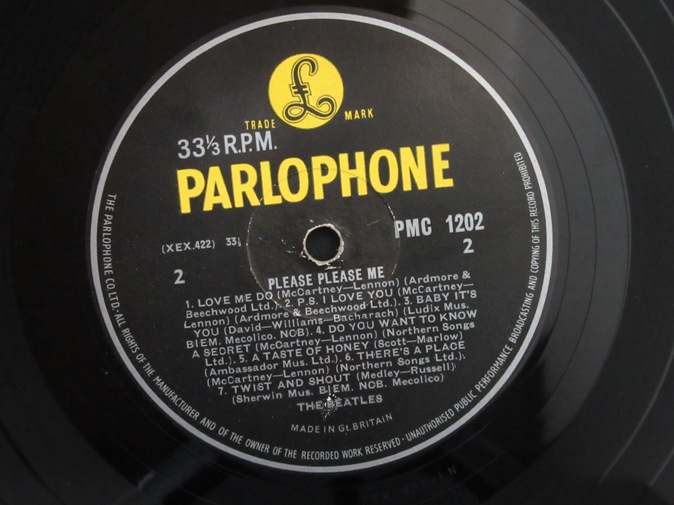 £
TRADE MARK
33⅓ R.P.M.
PARLOPHONE
PMC 1202
(XEX.422) 33⅓
2 2
PLEASE PLEASE ME
1. LOVE ME DO (McCartney—Lennon) (Ardmore &
Beechwood Ltd.). 2. P.S. I LOVE YOU (McCartney—
Lennon) (Ardmore & Beechwood Ltd.). 3. BABY IT'S
YOU (David—Williams—Bacharach) (Ludix Mus.
BIEM. Mecolico. NCB). 4. DO YOU WANT TO KNOW
A SECRET (McCartney—Lennon) (Northern Songs
Ltd.). 5. A TASTE OF HONEY (Scott—Marlow)
(Ambassador Mus. Ltd.). 6. THERE'S A PLACE
(McCartney—Lennon) (Northern Songs Ltd.).
7. TWIST AND SHOUT (Medley—Russell)
(Sherwin Mus. BIEM. NCB. Mecolico)
THE BEATLES
MADE IN Gt. BRITAIN
THE PARLOPHONE CO. LTD. · ALL RIGHTS OF THE MANUFACTURER AND OF THE OWNER OF THE RECORDED WORK RESERVED · UNAUTHORISED PUBLIC PERFORMANCE BROADCASTING AND COPYING OF THIS RECORD PROHIBITED